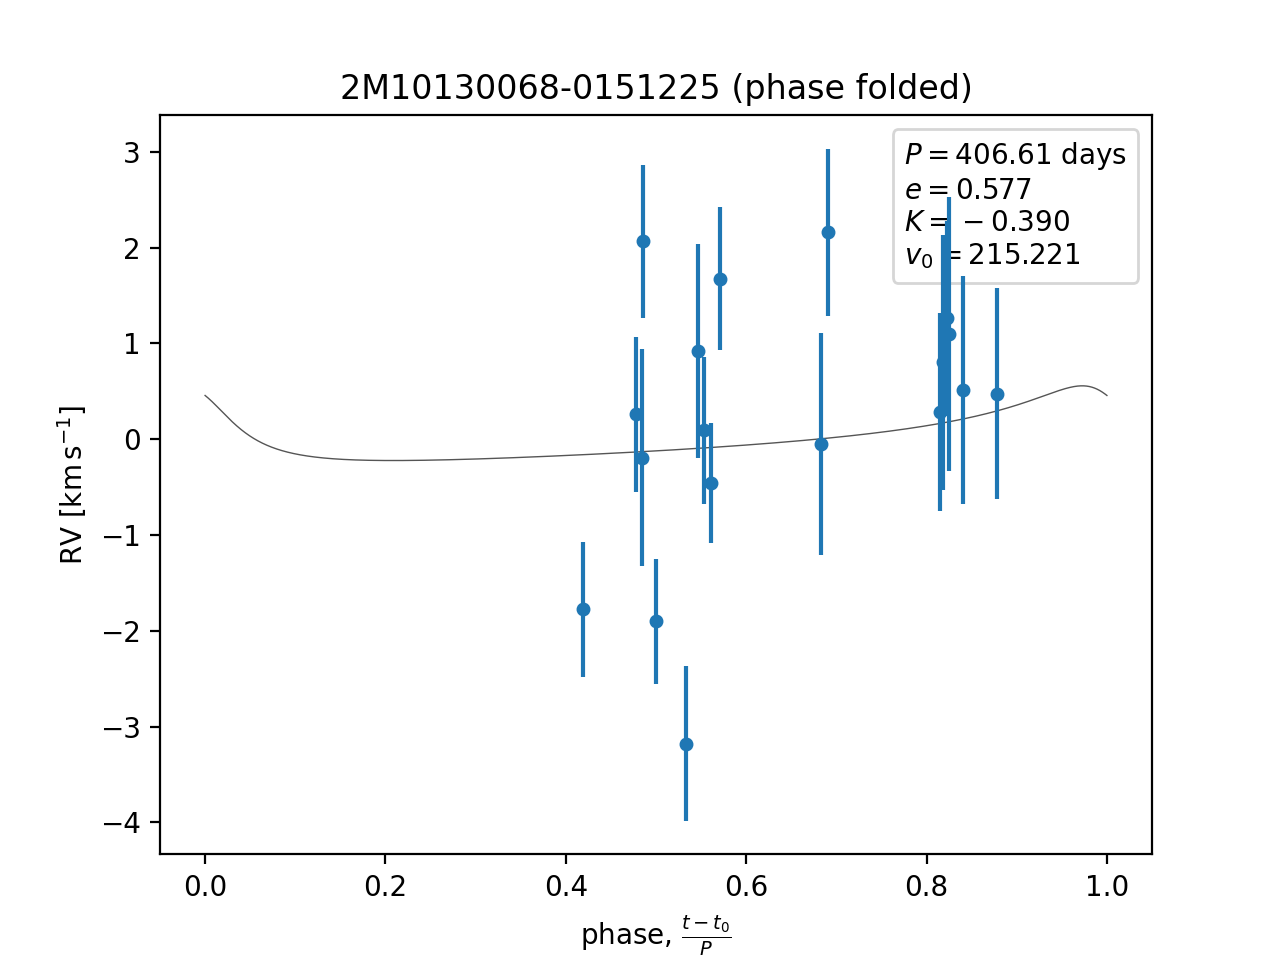 2M10130068-0151225 (phase folded)
P = 406.61 days
e = 0.577
K = −0.390
v₀ = 215.221
3
2
1
0
−1
−2
−3
−4
RV [km s⁻¹]
0.0 0.2 0.4 0.6 0.8 1.0
phase, (t − t₀)/P